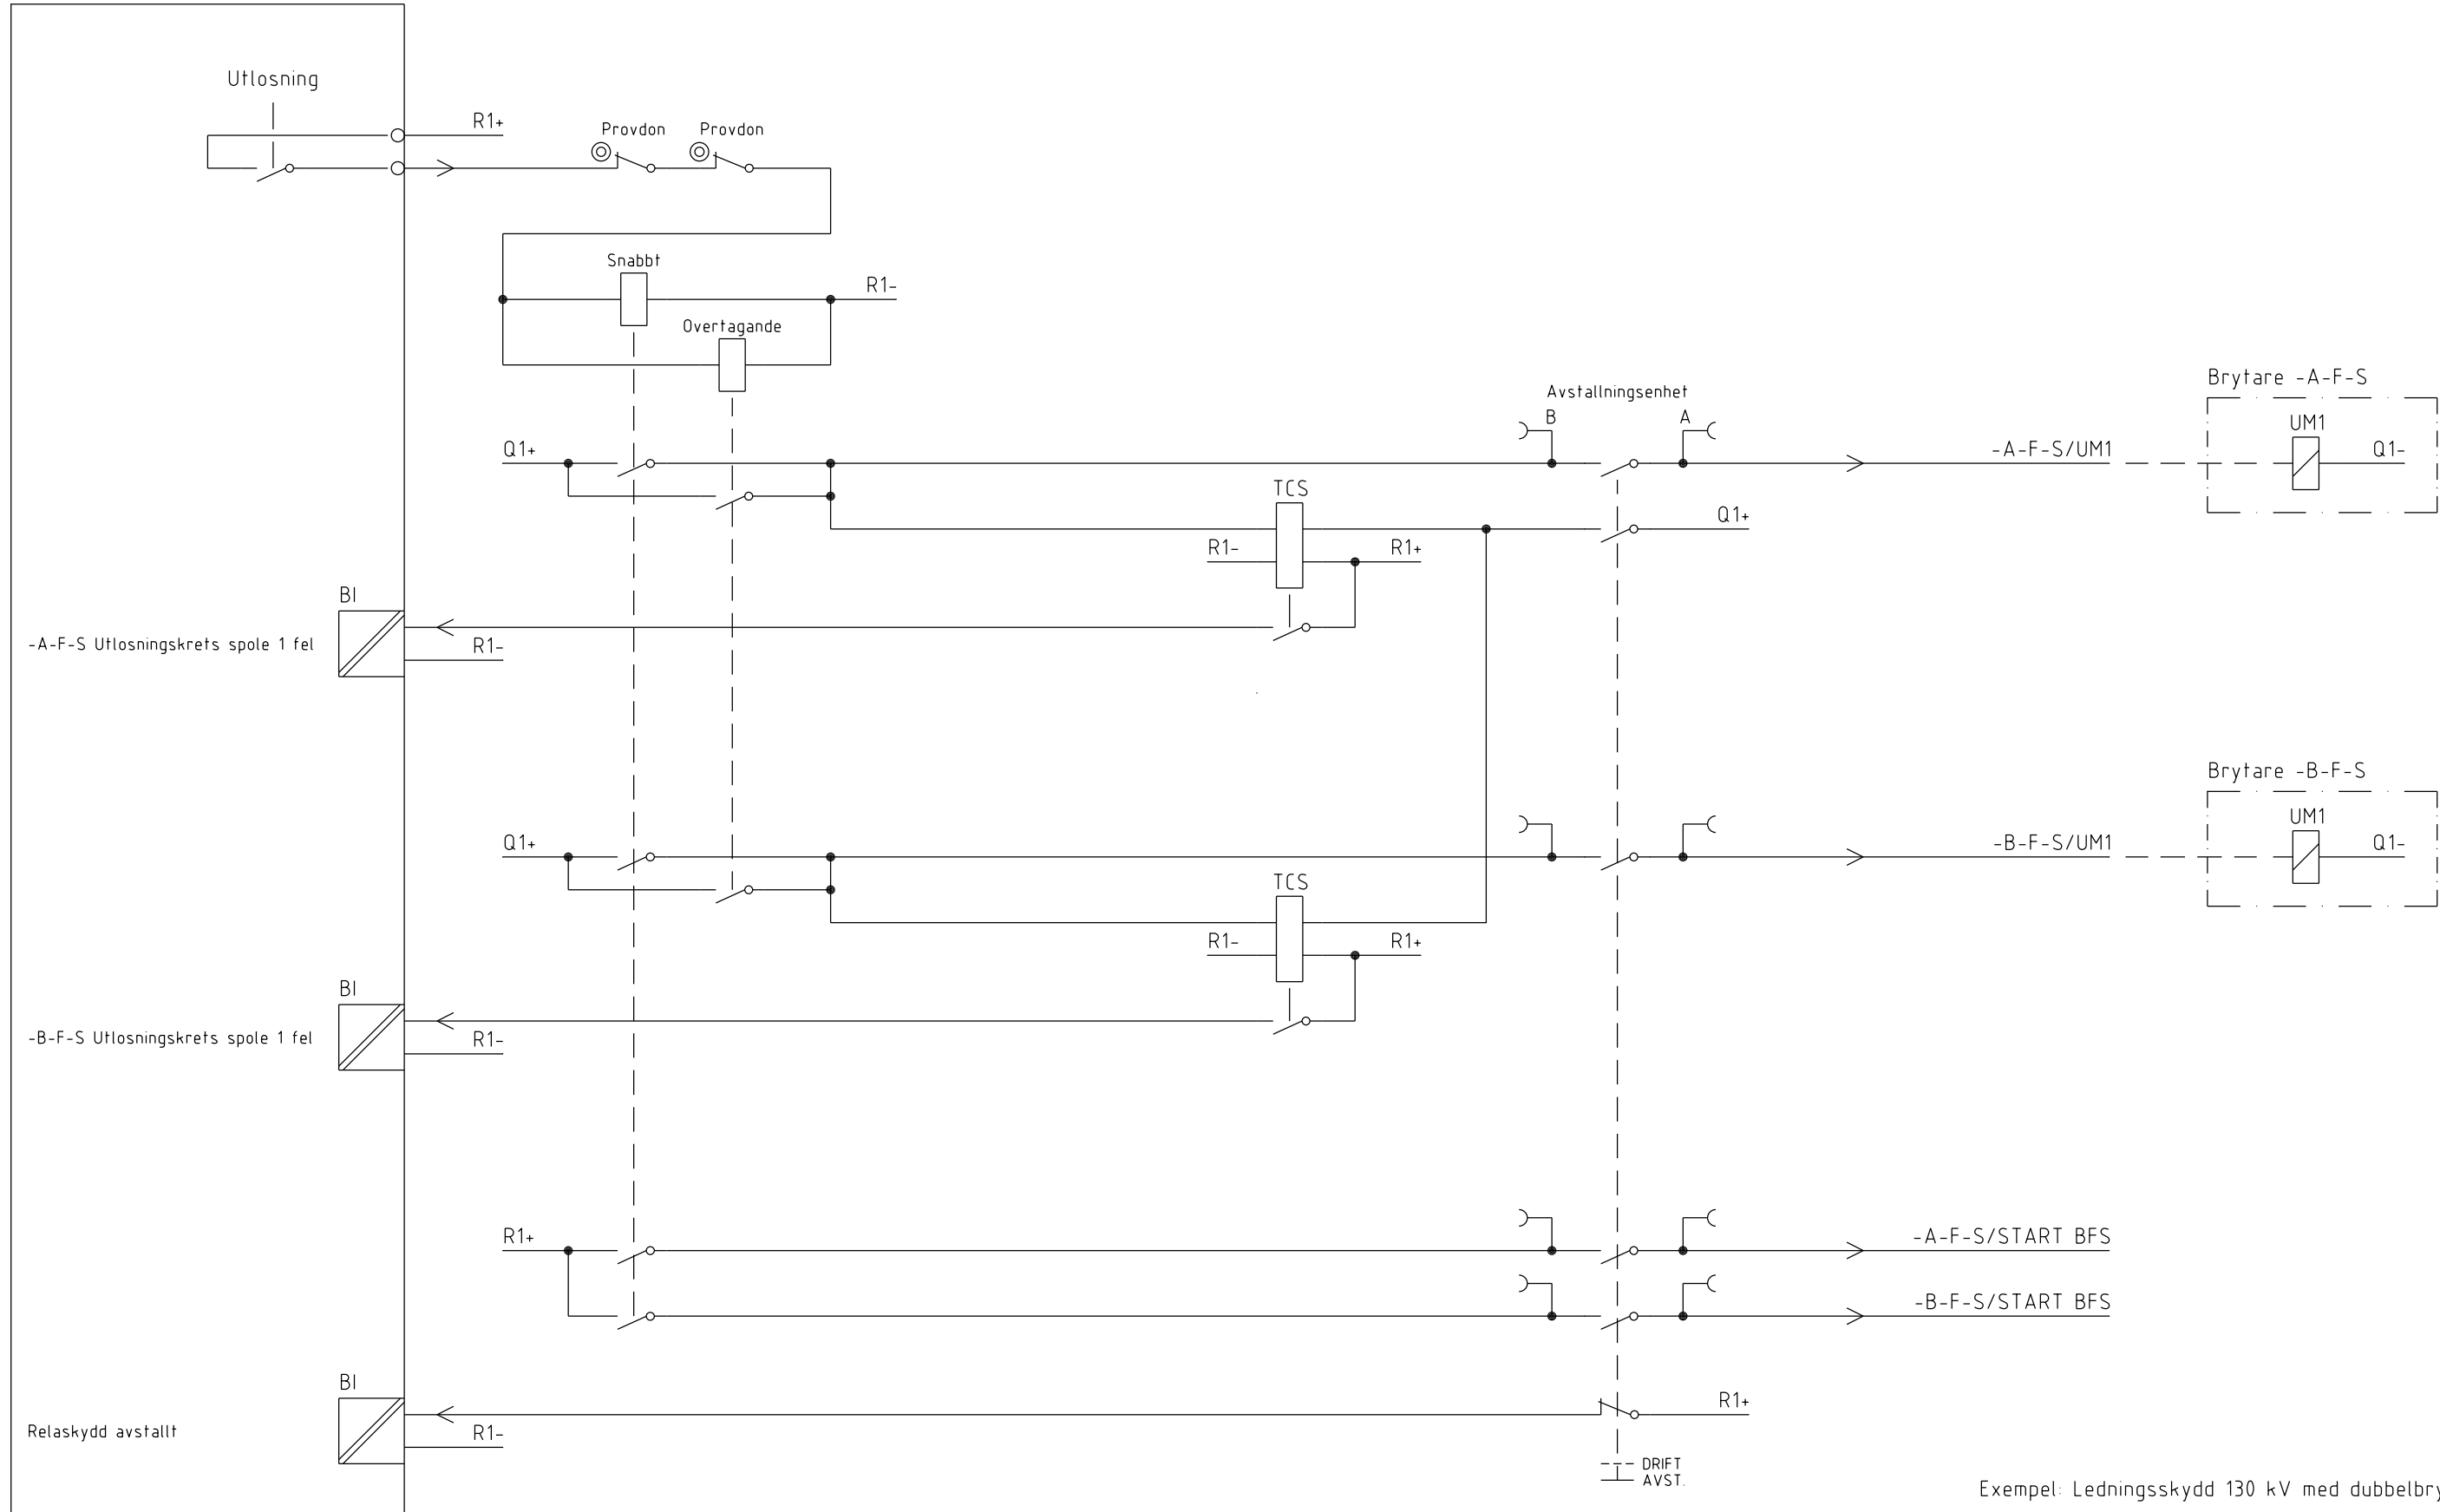 Utlosning
R1+
Provdon Provdon
Snabbt
R1-
Overtagande
Avstallningsenhet
B A
Brytare -A-F-S
UM1
Q1+
-A-F-S/UM1
Q1-
TCS
Q1+
R1- R1+
BI
-A-F-S Utlosningskrets spole 1 fel
R1-
Brytare -B-F-S
UM1
Q1+
-B-F-S/UM1
Q1-
TCS
R1- R1+
BI
-B-F-S Utlosningskrets spole 1 fel
R1-
R1+
-A-F-S/START BFS
-B-F-S/START BFS
BI
R1+
Relaskydd avstallt
R1-
DRIFT
AVST.
Exempel: Ledningsskydd 130 kV med dubbelbry